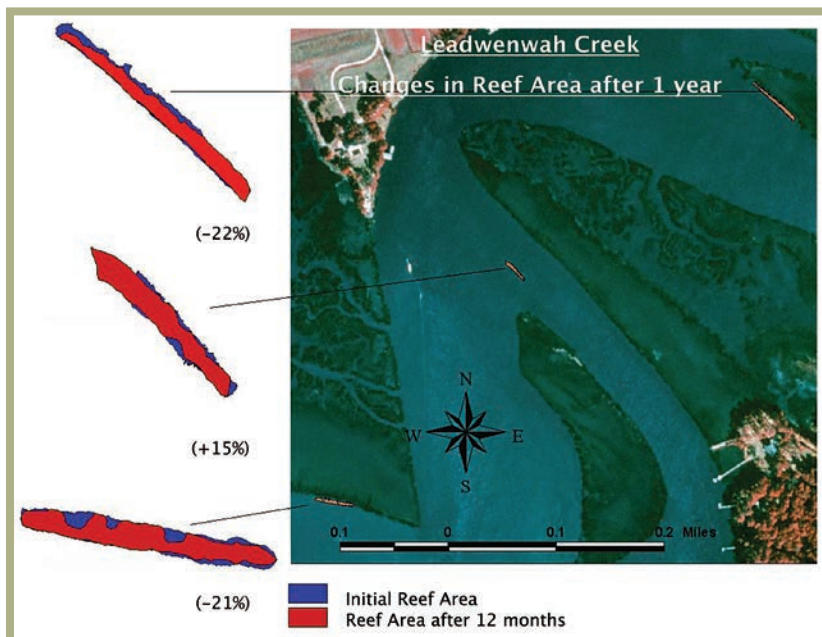 Leadwenwah Creek
Changes in Reef Area after 1 year
(-22%)
(+15%)
(-21%)
N
W
E
S
0.1 0 0.1 0.2 Miles
Initial Reef Area
Reef Area after 12 months